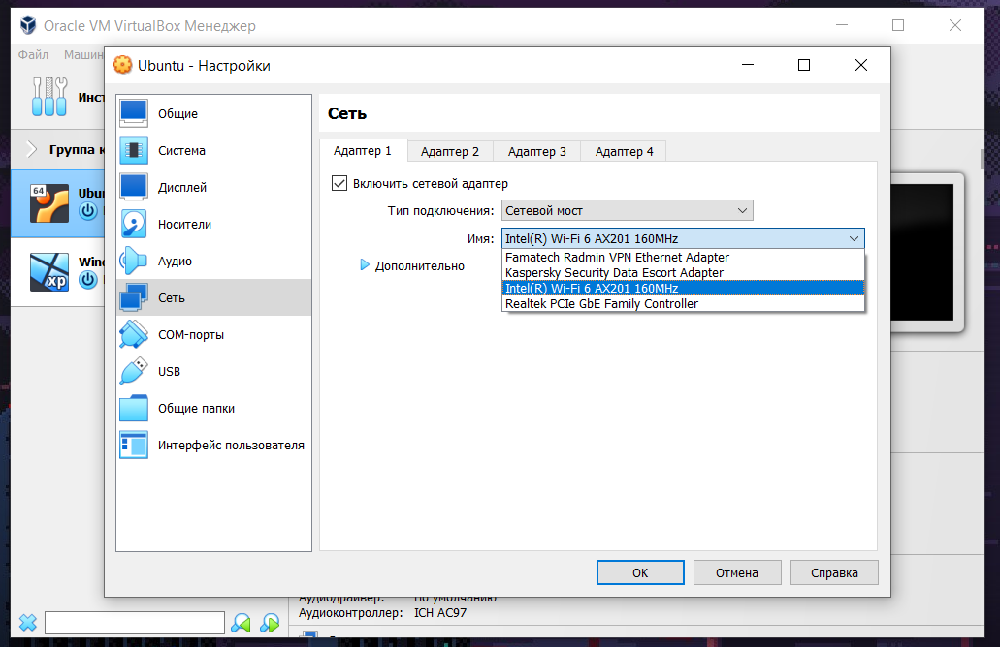 Oracle VM VirtualBox Менеджер
Файл Машин
Ubuntu - Настройки
Инст
Группа к
64
Ubu
Wind
xp
Общие
Система
Дисплей
Носители
Аудио
Сеть
COM-порты
USB
Общие папки
Интерфейс пользователя
Сеть
Адаптер 1 Адаптер 2 Адаптер 3 Адаптер 4
Включить сетевой адаптер
Тип подключения: Сетевой мост
Имя: Intel(R) Wi-Fi 6 AX201 160MHz
Дополнительно
Famatech Radmin VPN Ethernet Adapter
Kaspersky Security Data Escort Adapter
Intel(R) Wi-Fi 6 AX201 160MHz
Realtek PCIe GbE Family Controller
OK Отмена Справка
Аудиодрайвер: По умолчанию
Аудиоконтроллер: ICH AC97